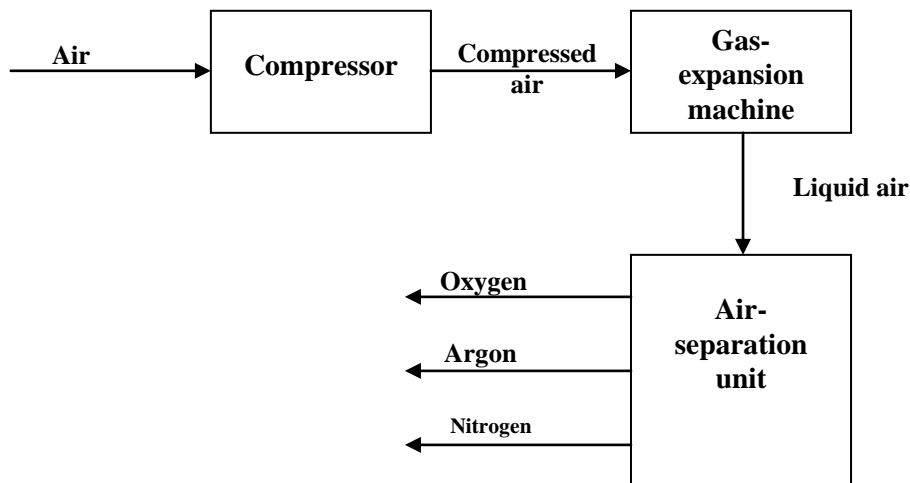 Air
Compressor
Compressed
air
Gas-
expansion
machine
Liquid air
Oxygen
Argon
Nitrogen
Air-
separation
unit